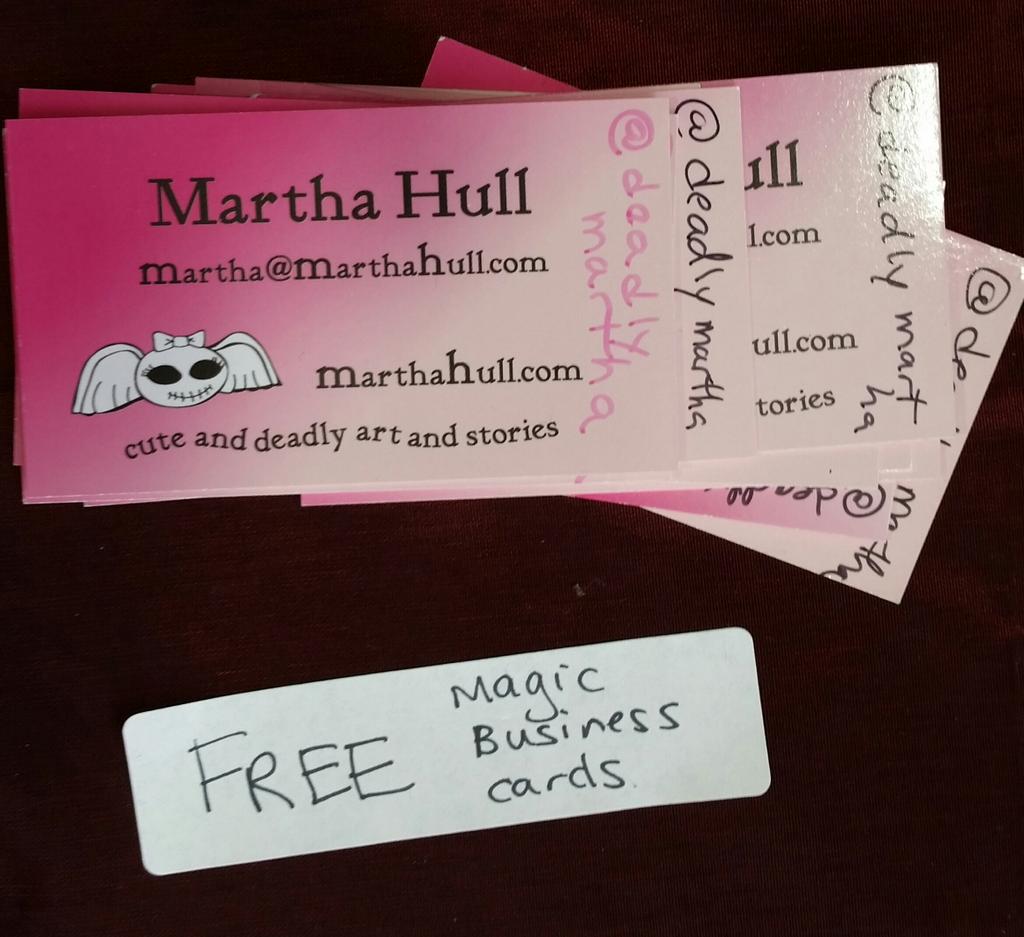 Martha Hull
martha@marthahull.com
marthahull.com
cute and deadly art and stories
@deadly
martha
@deadly martha
ull
l.com
ull.com
tories
@deadly mart
ha
@de
FREE
Magic
Business
cards.